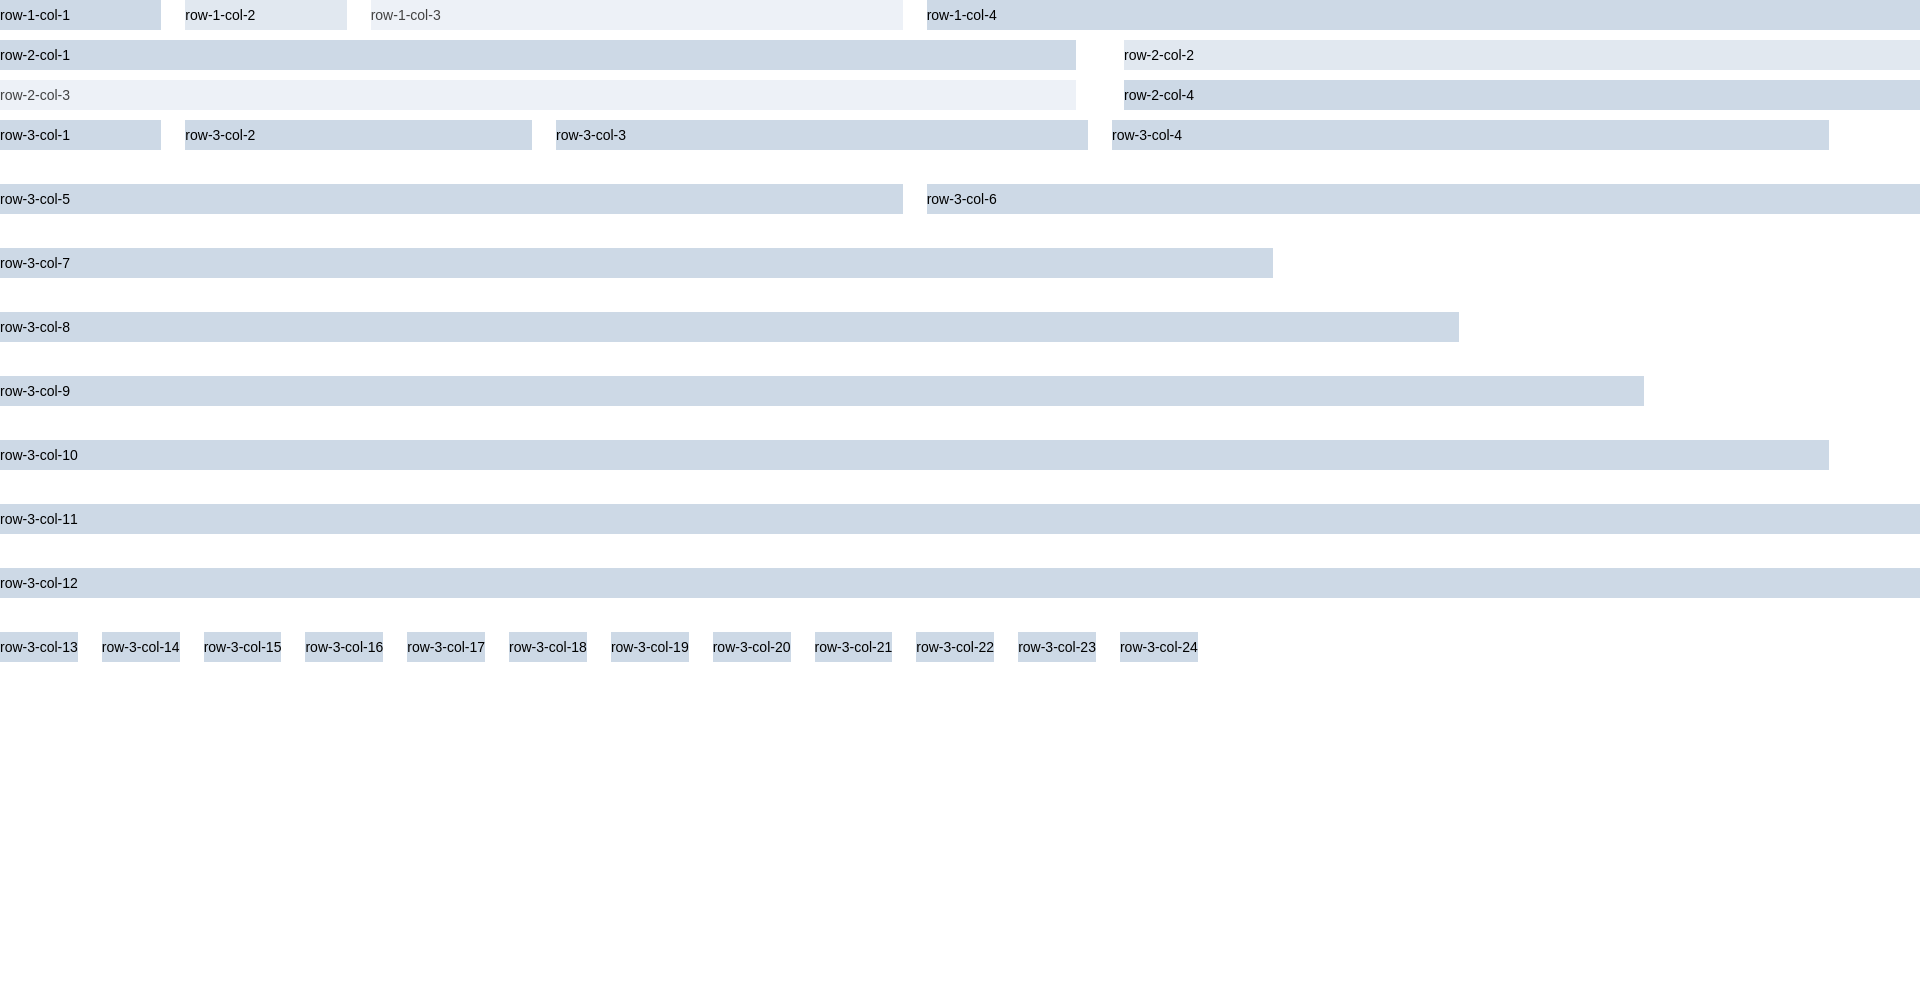 row-1-col-1 row-1-col-2 row-1-col-3 row-1-col-4
row-2-col-1 row-2-col-2
row-2-col-3 row-2-col-4
row-3-col-1 row-3-col-2 row-3-col-3 row-3-col-4
row-3-col-5 row-3-col-6
row-3-col-7
row-3-col-8
row-3-col-9
row-3-col-10
row-3-col-11
row-3-col-12
row-3-col-13 row-3-col-14 row-3-col-15 row-3-col-16 row-3-col-17 row-3-col-18 row-3-col-19 row-3-col-20 row-3-col-21 row-3-col-22 row-3-col-23 row-3-col-24